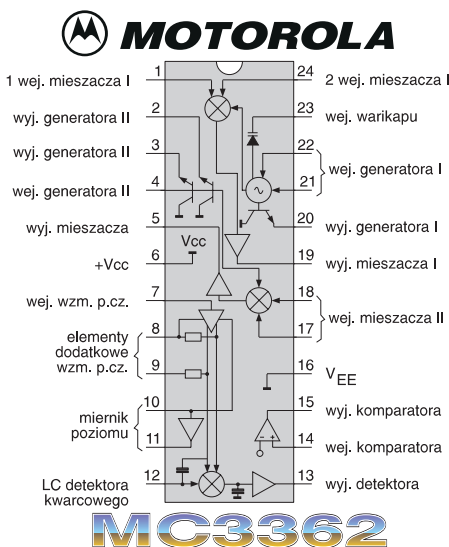 MOTOROLA
1 wej. mieszacza I 1
wyj. generatora II 2
wyj. generatora II 3
wej. generatora II 4
wyj. mieszacza 5
+Vcc 6
wej. wzm. p.cz. 7
elementy 8
dodatkowe
wzm. p.cz. 9
miernik 10
poziomu 11
LC detektora 12
kwarcowego
Vcc
24 2 wej. mieszacza I
23 wej. warikapu
22
wej. generatora I
21
20 wyj. generatora I
19 wyj. mieszacza I
18
wej. mieszacza II
17
16 VEE
15 wyj. komparatora
14 wej. komparatora
13 wyj. detektora
~
- +
MC3362